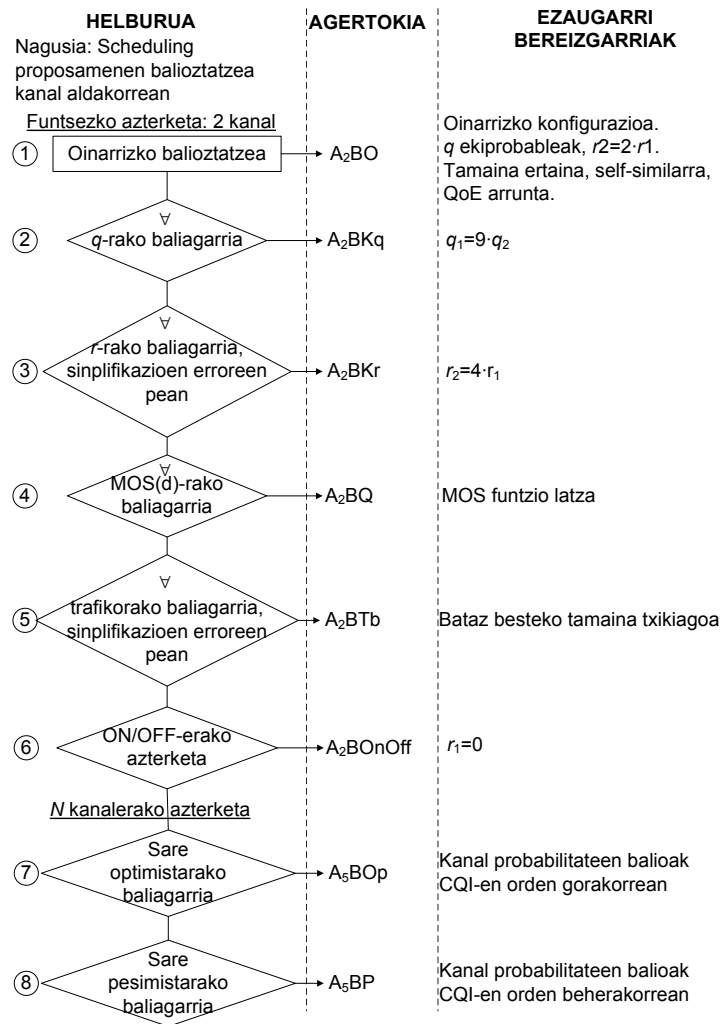 HELBURUA
AGERTOKIA
EZAUGARRI
BEREIZGARRIAK
Nagusia: Scheduling
proposamenen balioztatzea
kanal aldakorrean
Funtsezko azterketa: 2 kanal
1
Oinarrizko balioztatzea
A₂BO
Oinarrizko konfigurazioa.
q ekiprobableak, r2=2·r1.
Tamaina ertaina, self-similarra,
QoE arrunta.
2
∀
q-rako baliagarria
A₂BKq
q₁=9·q₂
3
∀
r-rako baliagarria,
sinplifikazioen erroreen
pean
A₂BKr
r₂=4·r₁
4
∀
MOS(d)-rako
baliagarria
A₂BQ
MOS funtzio latza
5
∀
trafikorako baliagarria,
sinplifikazioen erroreen
pean
A₂BTb
Bataz besteko tamaina txikiagoa
6
ON/OFF-erako
azterketa
A₂BOnOff
r₁=0
N kanalerako azterketa
7
Sare
optimistarako
baliagarria
A₅BOp
Kanal probabilitateen balioak
CQI-en orden gorakorrean
8
Sare
pesimistarako
baliagarria
A₅BP
Kanal probabilitateen balioak
CQI-en orden beherakorrean